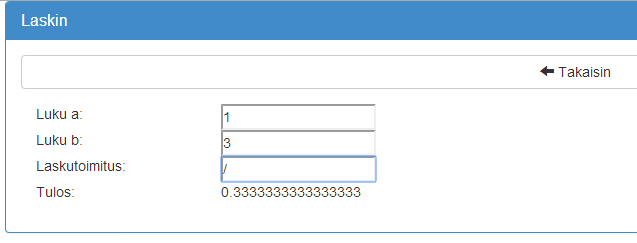 Laskin
Takaisin
Luku a: 1
Luku b: 3
Laskutoimitus: /
Tulos: 0.3333333333333333